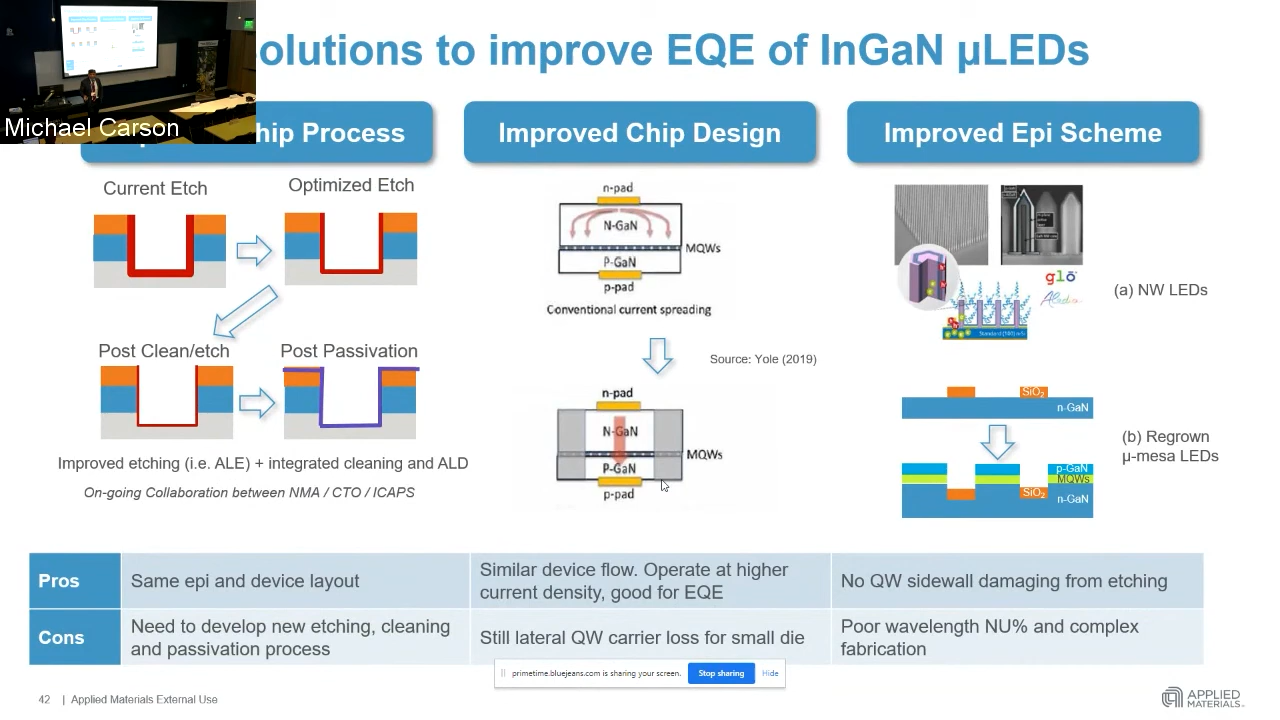 olutions to improve EQE of InGaN µLEDs
Michael Carson
hip Process
Improved Chip Design
Improved Epi Scheme
Current Etch
Optimized Etch
Post Clean/etch
Post Passivation
Improved etching (i.e. ALE) + integrated cleaning and ALD
On-going Collaboration between NMA / CTO / ICAPS
n-pad
N-GaN
MQWs
P-GaN
p-pad
Conventional current spreading
Source: Yole (2019)
n-pad
N-GaN
MQWs
P-GaN
p-pad
glō
Aledia
Standard (100) n-Si
(a) NW LEDs
SiO2
n-GaN
(b) Regrown
µ-mesa LEDs
p-GaN
MQWs
SiO2
n-GaN
Pros
Same epi and device layout
Similar device flow. Operate at higher
current density, good for EQE
No QW sidewall damaging from etching
Cons
Need to develop new etching, cleaning
and passivation process
Still lateral QW carrier loss for small die
Poor wavelength NU% and complex
fabrication
primetime.bluejeans.com is sharing your screen.
Stop sharing
Hide
42 | Applied Materials External Use
APPLIED
MATERIALS